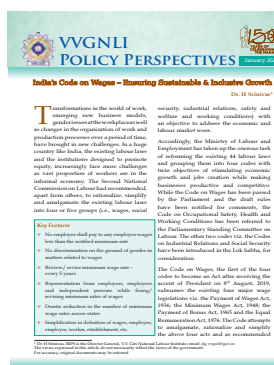 150
YEARS OF
CELEBRATING
THE MAHATMA
VVGNLI
POLICY PERSPECTIVES
January 20
India's Code on Wages – Ensuring Sustainable & Inclusive Growth
Dr. H Srinivas*
Transformations in the world of work,
emerging new business models,
gender issues at the workplace as well
as changes in the organization of work and
production processes over a period of time,
have brought in new challenges. In a huge
country like India, the existing labour laws
and the institutions designed to promote
equity, increasingly face more challenges
as vast proportion of workers are in the
informal economy. The Second National
Commission on Labour had recommended,
apart from others, to rationalize, simplify
and amalgamate the existing labour laws
into four or five groups (i.e., wages, social
Key Features
No employer shall pay to any employee wages
less than the notified minimum rate
No discrimination on the ground of gender on
matters related to wages
Review/ revise minimum wage rate -
every 5 years
Representation from employers, employees
and independent persons while fixing/
revising minimum rates of wages
Drastic reduction in the number of minimum
wage rates across states
Simplification to definition of wages, employee,
employer, worker, establishment, etc.
security, industrial relations, safety and
welfare and working conditions) with
an objective to address the economic and
labour market woes.
Accordingly, the Ministry of Labour and
Employment has taken up the onerous task
of reforming the existing 44 labour laws
and grouping them into four codes with
twin objectives of stimulating economic
growth and jobs creation while making
businesses productive and competitive.
While the Code on Wages has been passed
by the Parliament and the draft rules
have been notified for comments, the
Code on Occupational Safety, Health and
Working Conditions has been referred to
the Parliamentary Standing Committee on
Labour. The other two codes viz. the Codes
on Industrial Relations and Social Security
have been introduced in the Lok Sabha, for
consideration.
The Code on Wages, the first of the four
codes to become an Act after receiving the
accent of President on 8th August, 2019,
subsumes the existing four major wage
legislations viz. the Payment of Wages Act,
1936; the Minimum Wages Act, 1948; the
Payment of Bonus Act, 1965 and the Equal
Remuneration Act, 1976. The Code attempts
to amalgamate, rationalize and simplify
the above four acts and as recommended
* Dr. H Srinivas, IRPS is the Director General, V.V. Giri National Labour Institute, email:
The views expressed in this article do not necessarily reflect the views of the government.
For accuracy, original documents may be referred.